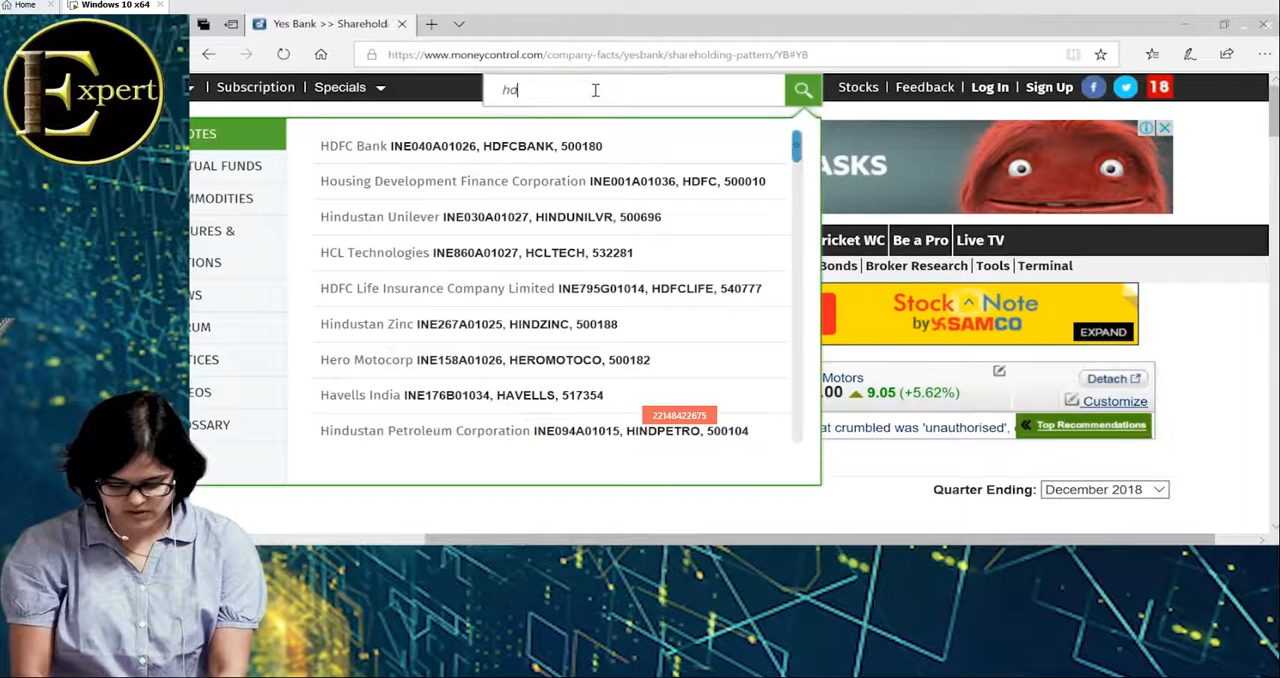 Home
Windows 10 x64
Expert
Yes Bank >> Sharehold
https://www.moneycontrol.com/company-facts/yesbank/shareholding-pattern/YB#YB
Subscription
Specials
hd
Stocks
Feedback
Log In
Sign Up
18
OTES
TUAL FUNDS
MMODITIES
URES &
IONS
WS
RUM
ICES
EOS
OSSARY
HDFC Bank INE040A01026, HDFCBANK, 500180
Housing Development Finance Corporation INE001A01036, HDFC, 500010
Hindustan Unilever INE030A01027, HINDUNILVR, 500696
HCL Technologies INE860A01027, HCLTECH, 532281
HDFC Life Insurance Company Limited INE795G01014, HDFCLIFE, 540777
Hindustan Zinc INE267A01025, HINDZINC, 500188
Hero Motocorp INE158A01026, HEROMOTOCO, 500182
Havells India INE176B01034, HAVELLS, 517354
22148422675
Hindustan Petroleum Corporation INE094A01015, HINDPETRO, 500104
ASKS
ricket WC
Be a Pro
Live TV
Bonds
Broker Research
Tools
Terminal
Stock Note
by SAMCO
EXPAND
Motors
Detach
.00 9.05 (+5.62%)
Customize
at crumbled was 'unauthorised',
Top Recommendations
Quarter Ending: December 2018